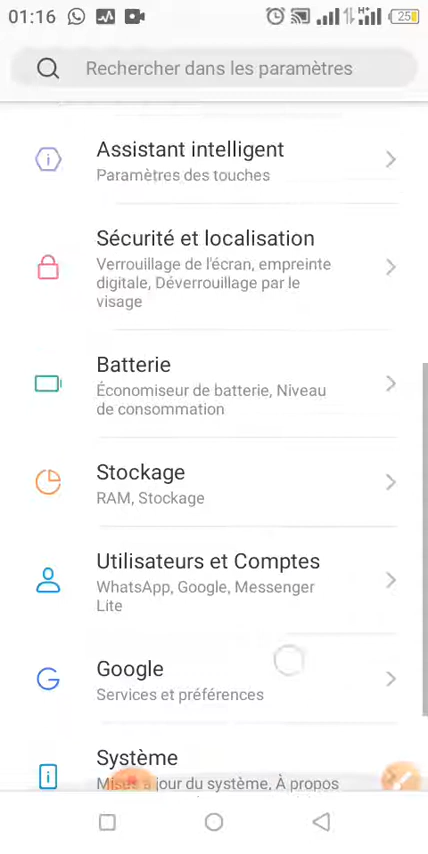 01:16 H+ 25
Rechercher dans les paramètres
Assistant intelligent
Paramètres des touches
Sécurité et localisation
Verrouillage de l'écran, empreinte
digitale, Déverrouillage par le
visage
Batterie
Économiseur de batterie, Niveau
de consommation
Stockage
RAM, Stockage
Utilisateurs et Comptes
WhatsApp, Google, Messenger
Lite
Google
Services et préférences
Système
Mises à jour du système, À propos